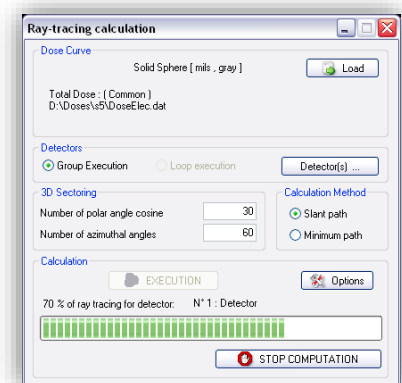 Ray-tracing calculation
Dose Curve
Solid Sphere [ mils , gray ]
Load
Total Dose : ( Common )
D:\Doses\s5\DoseElec.dat
Detectors
Group Execution
Loop execution
Detector(s) ...
3D Sectoring
Calculation Method
Number of polar angle cosine
30
Slant path
Number of azimuthal angles
60
Minimum path
Calculation
EXECUTION
Options
70 % of ray tracing for detector: N° 1 : Detector
STOP COMPUTATION